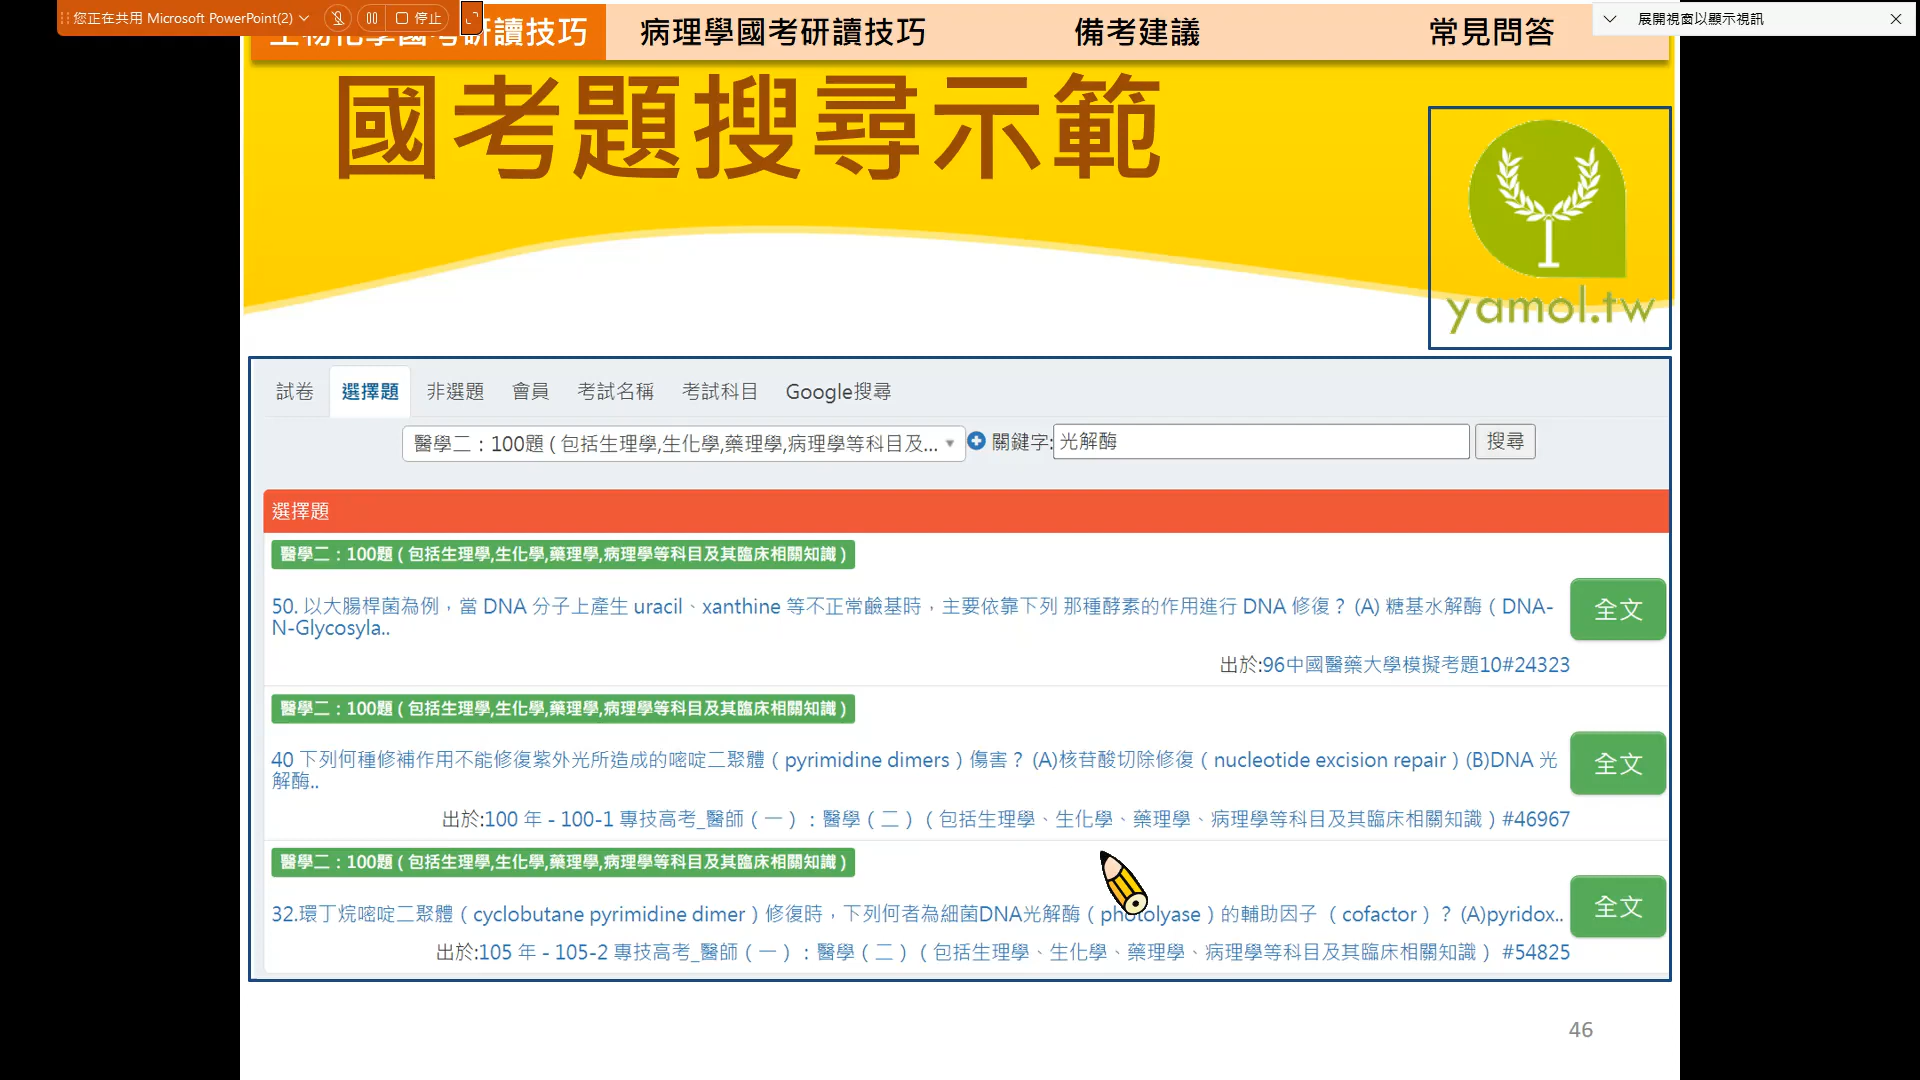 您正在共用 Microsoft PowerPoint(2)
停止
展開視窗以顯示視訊
生物化學國考研讀技巧
病理學國考研讀技巧
備考建議
常見問答
國考題搜尋示範
yamol.tw
試卷 選擇題 非選題 會員 考試名稱 考試科目 Google搜尋
醫學二：100題 ( 包括生理學,生化學,藥理學,病理學等科目及... 關鍵字: 光解酶 搜尋
選擇題
醫學二：100題 ( 包括生理學,生化學,藥理學,病理學等科目及其臨床相關知識 )
50. 以大腸桿菌為例，當 DNA 分子上產生 uracil、xanthine 等不正常鹼基時，主要依靠下列 那種酵素的作用進行 DNA 修復？ (A) 糖基水解酶（ DNA-
N-Glycosyla..
全文
出於:96中國醫藥大學模擬考題10#24323
醫學二：100題 ( 包括生理學,生化學,藥理學,病理學等科目及其臨床相關知識 )
40 下列何種修補作用不能修復紫外光所造成的嘧啶二聚體（ pyrimidine dimers ）傷害？ (A)核苷酸切除修復（ nucleotide excision repair ）(B)DNA 光
解酶..
全文
出於:100 年 - 100-1 專技高考_醫師（一）：醫學（二）（包括生理學、生化學、藥理學、病理學等科目及其臨床相關知識）#46967
醫學二：100題 ( 包括生理學,生化學,藥理學,病理學等科目及其臨床相關知識 )
32.環丁烷嘧啶二聚體（ cyclobutane pyrimidine dimer ）修復時，下列何者為細菌DNA光解酶（ photolyase ）的輔助因子 （ cofactor ）？ (A)pyridox..
全文
出於:105 年 - 105-2 專技高考_醫師（一）：醫學（二）（包括生理學、生化學、藥理學、病理學等科目及其臨床相關知識） #54825
46